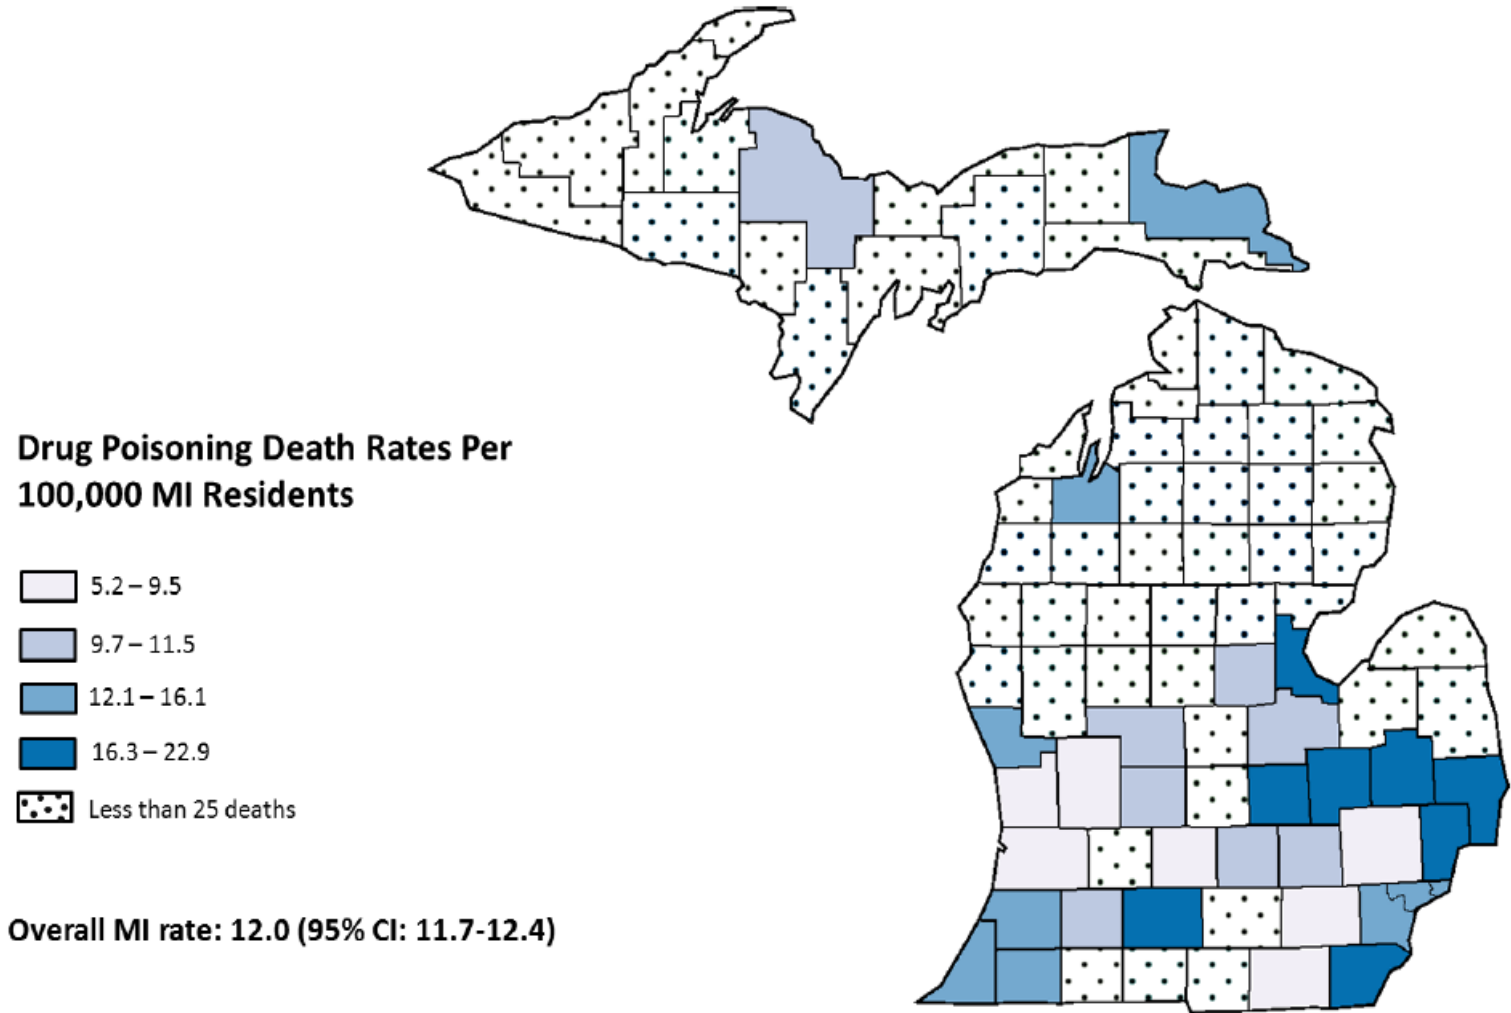 Drug Poisoning Death Rates Per
100,000 MI Residents
5.2 – 9.5
9.7 – 11.5
12.1 – 16.1
16.3 – 22.9
Less than 25 deaths
Overall MI rate: 12.0 (95% CI: 11.7-12.4)